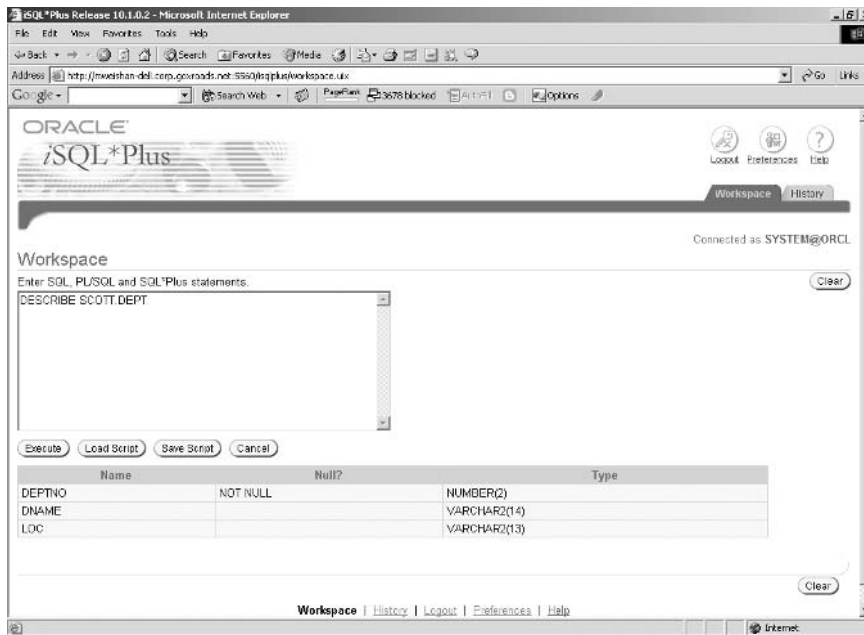 iSQL*Plus Release 10.1.0.2 - Microsoft Internet Explorer
File Edit View Favorites Tools Help
Back Search Favorites Media
Address http://mweishan-dell.corp.goxroads.net:5560/isqlplus/workspace.uix Go Links
Google Search Web PageRank 3678 blocked AutoFill Options
ORACLE
iSQL*Plus
Logout Preferences Help
Workspace History
Connected as SYSTEM@ORCL
Workspace
Enter SQL, PL/SQL and SQL*Plus statements.
Clear
DESCRIBE SCOTT.DEPT
Execute Load Script Save Script Cancel
Name Null? Type
DEPTNO NOT NULL NUMBER(2)
DNAME VARCHAR2(14)
LOC VARCHAR2(13)
Clear
Workspace | History | Logout | Preferences | Help
Internet